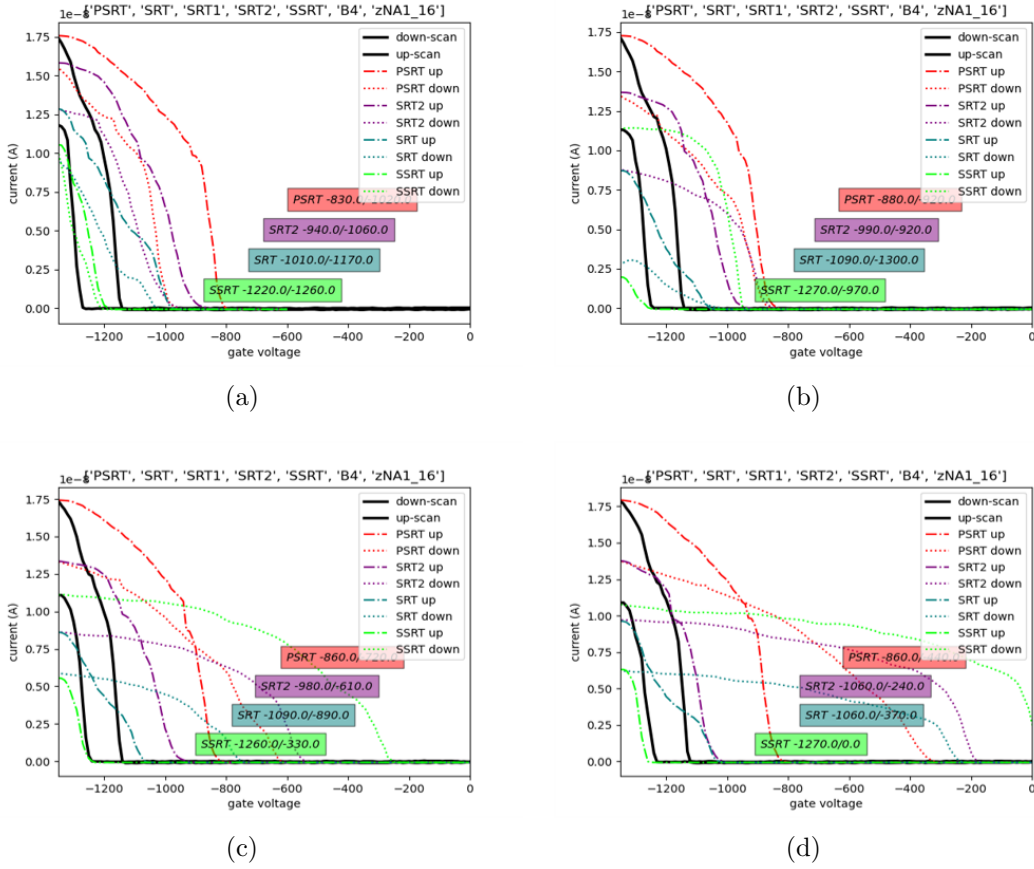 ['PSRT', 'SRT', 'SRT1', 'SRT2', 'SSRT', 'B4', 'zNA1_16']
1e-8
1.75
1.50
1.25
1.00
0.75
0.50
0.25
0.00
current (A)
down-scan
up-scan
PSRT up
PSRT down
SRT2 up
SRT2 down
SRT up
SRT down
SSRT up
SSRT down
PSRT -830.0/-1020.0
SRT2 -940.0/-1060.0
SRT -1010.0/-1170.0
SSRT -1220.0/-1260.0
−1200 −1000 −800 −600 −400 −200 0
gate voltage
(a)
['PSRT', 'SRT', 'SRT1', 'SRT2', 'SSRT', 'B4', 'zNA1_16']
1e-8
1.75
1.50
1.25
1.00
0.75
0.50
0.25
0.00
current (A)
down-scan
up-scan
PSRT up
PSRT down
SRT2 up
SRT2 down
SRT up
SRT down
SSRT up
SSRT down
PSRT -880.0/-920.0
SRT2 -990.0/-920.0
SRT -1090.0/-1300.0
SSRT -1270.0/-970.0
−1200 −1000 −800 −600 −400 −200 0
gate voltage
(b)
['PSRT', 'SRT', 'SRT1', 'SRT2', 'SSRT', 'B4', 'zNA1_16']
1e-8
1.75
1.50
1.25
1.00
0.75
0.50
0.25
0.00
current (A)
down-scan
up-scan
PSRT up
PSRT down
SRT2 up
SRT2 down
SRT up
SRT down
SSRT up
SSRT down
PSRT -860.0/-720.0
SRT2 -980.0/-610.0
SRT -1090.0/-890.0
SSRT -1260.0/-330.0
−1200 −1000 −800 −600 −400 −200 0
gate voltage
(c)
['PSRT', 'SRT', 'SRT1', 'SRT2', 'SSRT', 'B4', 'zNA1_16']
1e-8
1.75
1.50
1.25
1.00
0.75
0.50
0.25
0.00
current (A)
down-scan
up-scan
PSRT up
PSRT down
SRT2 up
SRT2 down
SRT up
SRT down
SSRT up
SSRT down
PSRT -860.0/
SRT2 -1060.0/-240.0
SRT -1060.0/-370.0
SSRT -1270.0/0.0
−1200 −1000 −800 −600 −400 −200 0
gate voltage
(d)